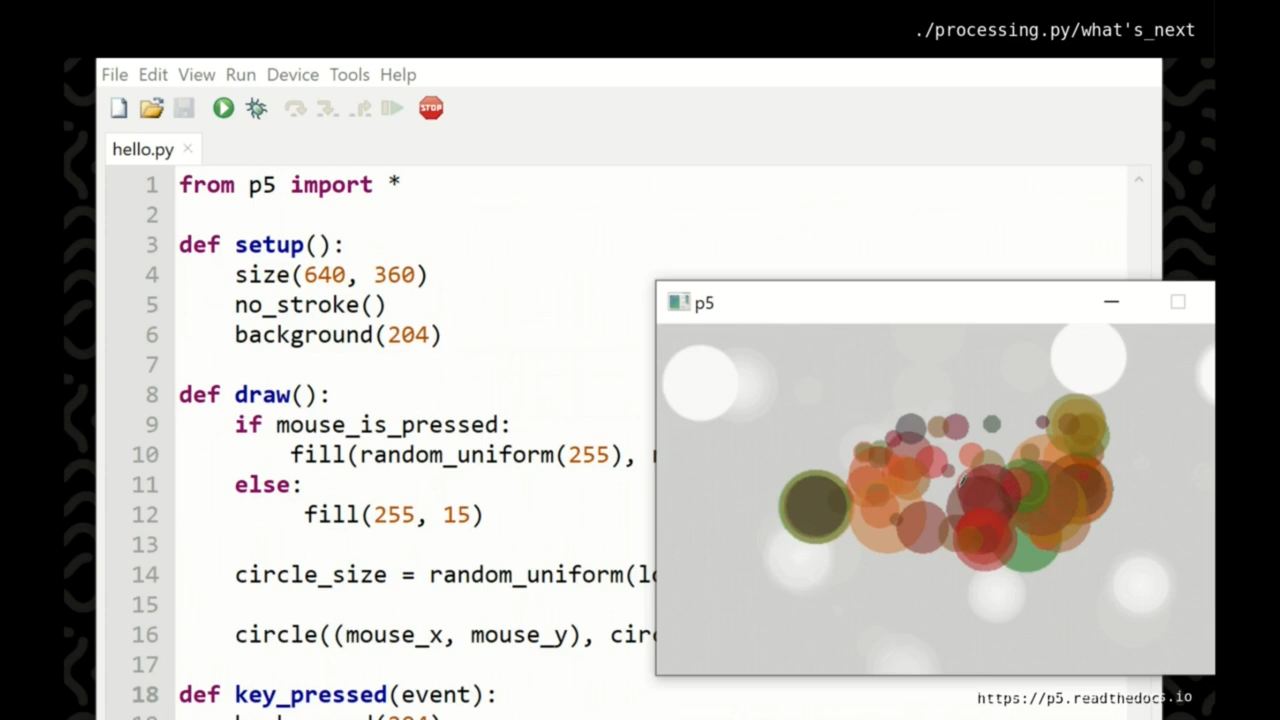 ./processing.py/what's_next
File Edit View Run Device Tools Help
STOP
hello.py
1 from p5 import *
2
3 def setup():
4     size(640, 360)
5     no_stroke()
6     background(204)
7
8 def draw():
9     if mouse_is_pressed:
10         fill(random_uniform(255),
11     else:
12          fill(255, 15)
13
14     circle_size = random_uniform(
15
16     circle((mouse_x, mouse_y),
17
18 def key_pressed(event):
p5
https://p5.readthedocs.io